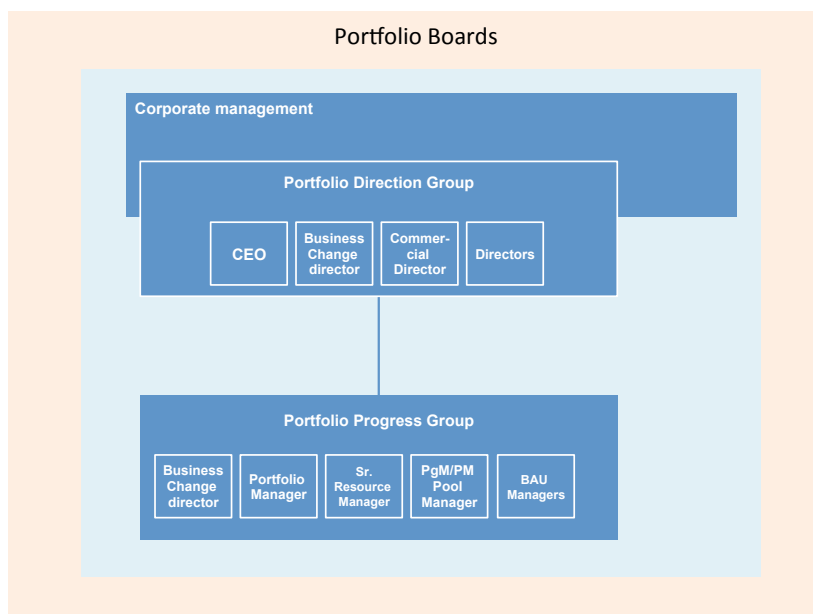 Portfolio Boards
Corporate management
Portfolio Direction Group
CEO
Business
Change
director
Commer-
cial
Director
Directors
Portfolio Progress Group
Business
Change
director
Portfolio
Manager
Sr.
Resource
Manager
PgM/PM
Pool
Manager
BAU
Managers